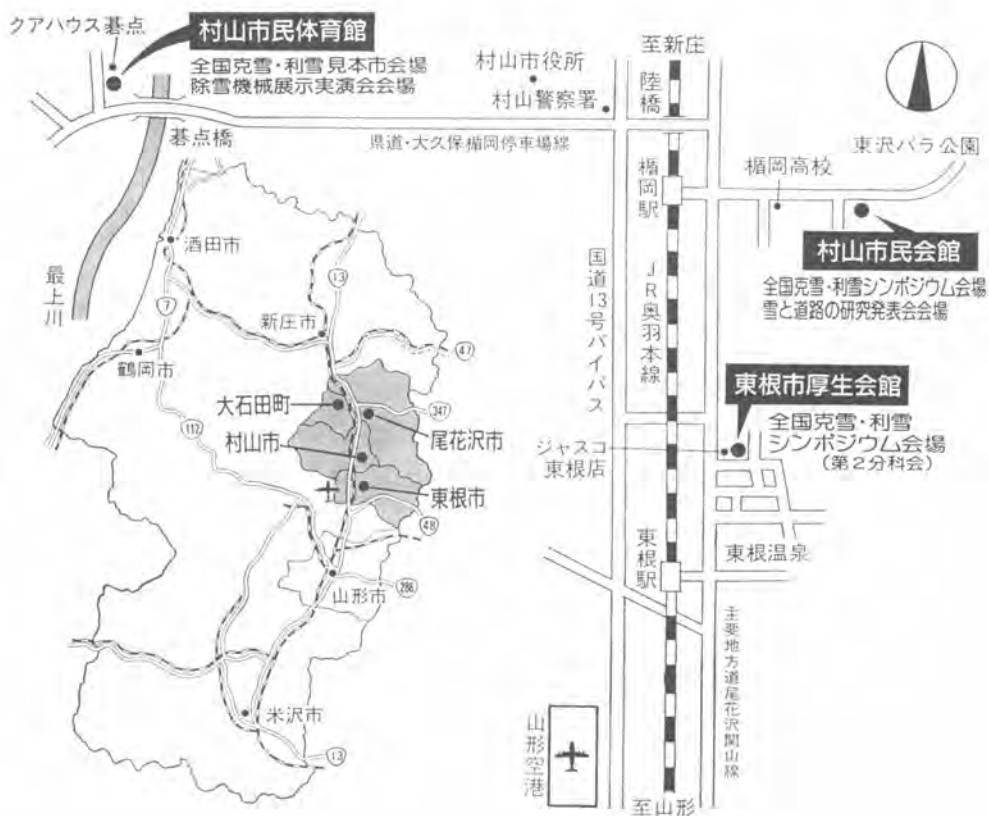 クアハウス碁点
村山市民体育館
全国克雪・利雪見本市会場
除雪機械展示実演会会場
碁点橋
最上川
県道・大久保楯岡停車場線
村山市役所
村山警察署
至新庄
陸橋
楯岡駅
楯岡高校
東沢バラ公園
村山市民会館
全国克雪・利雪シンポジウム会場
雪と道路の研究発表会会場
国道13号バイパス
JR奥羽本線
東根市厚生会館
全国克雪・利雪
シンポジウム会場
(第2分科会)
ジャスコ
東根店
東根温泉
東根駅
主要地方道尾花沢関山線
山形空港
至山形
酒田市
7
13
新庄市
47
鶴岡市
112
大石田町
347
尾花沢市
村山市
東根市
48
山形市
286
米沢市
13